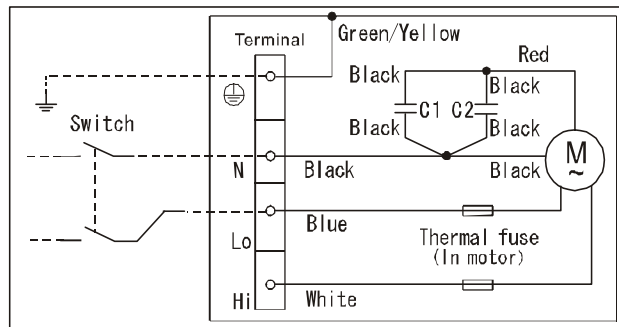 Terminal
Green/Yellow
Red
Black
Black
C1
C2
Black
Black
Switch
N
Black
Black
M
~
Lo
Blue
Thermal fuse
(In motor)
Hi
White